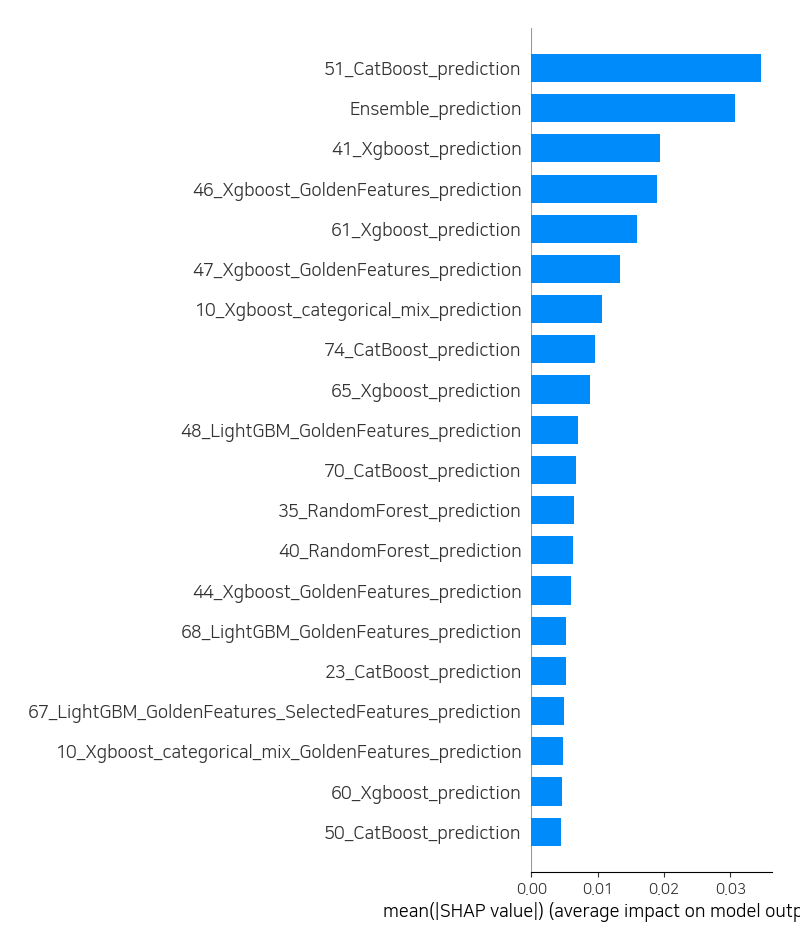 51_CatBoost_prediction
Ensemble_prediction
41_Xgboost_prediction
46_Xgboost_GoldenFeatures_prediction
61_Xgboost_prediction
47_Xgboost_GoldenFeatures_prediction
10_Xgboost_categorical_mix_prediction
74_CatBoost_prediction
65_Xgboost_prediction
48_LightGBM_GoldenFeatures_prediction
70_CatBoost_prediction
35_RandomForest_prediction
40_RandomForest_prediction
44_Xgboost_GoldenFeatures_prediction
68_LightGBM_GoldenFeatures_prediction
23_CatBoost_prediction
67_LightGBM_GoldenFeatures_SelectedFeatures_prediction
10_Xgboost_categorical_mix_GoldenFeatures_prediction
60_Xgboost_prediction
50_CatBoost_prediction
0.00 0.01 0.02 0.03
mean(|SHAP value|) (average impact on model outp